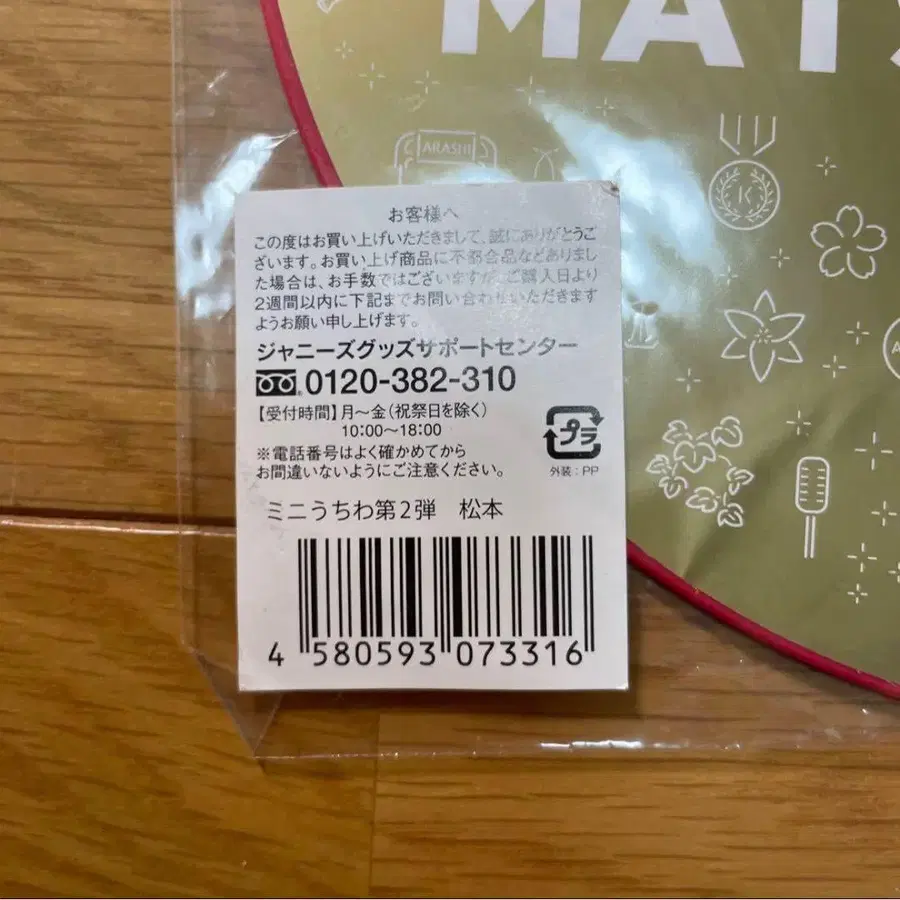 MATS
ARASHI
K
お客様へ
この度はお買い上げいただきまして、誠にありがとうご
ざいます。お買い上げ商品に不都合品などありまし
た場合は、お手数ではございますが、ご購入日より
2週間以内に下記までお問い合わせいただきます
ようお願い申し上げます。
ジャニーズグッズサポートセンター
0120-382-310
【受付時間】月～金(祝祭日を除く)
10:00～18:00
※電話番号はよく確かめてから
お間違いないようにご注意ください。
プラ
外装：PP
ミニうちわ第2弾 松本
4 580593 073316